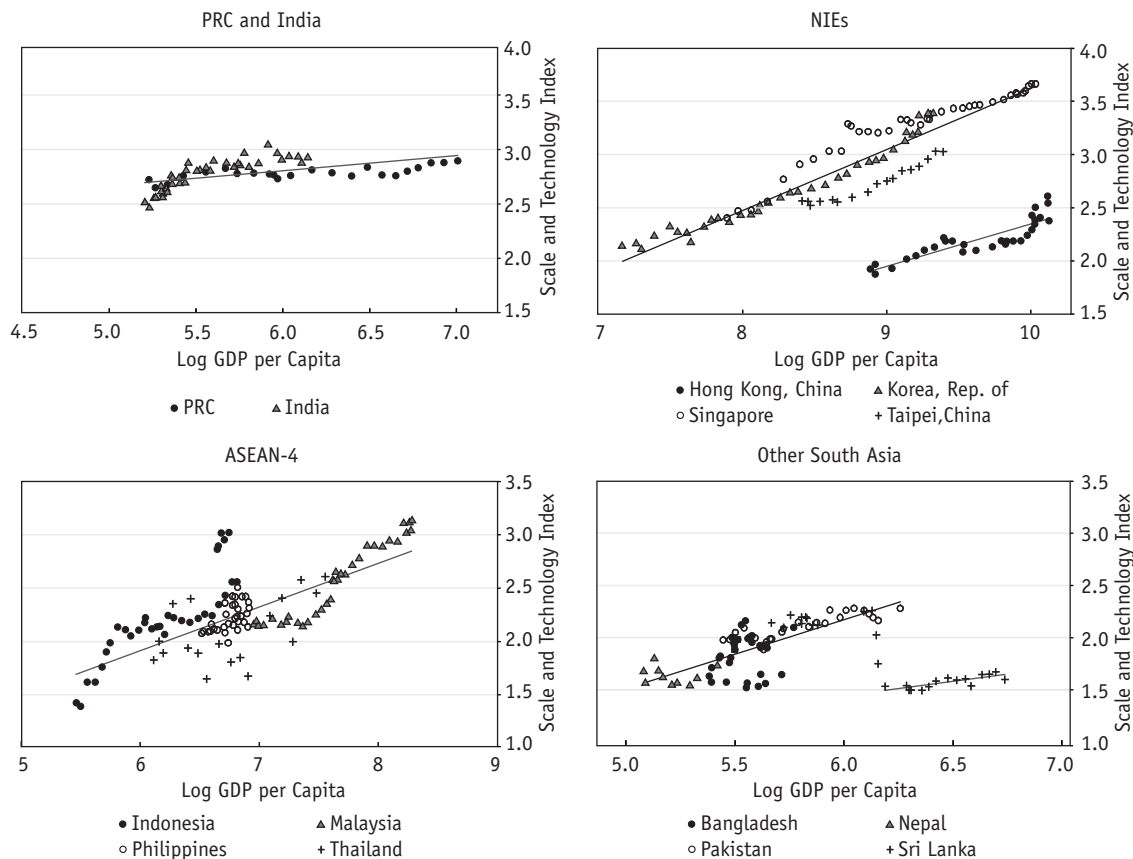 PRC and India
4.0
3.5
3.0
2.5
2.0
1.5
Scale and Technology Index
4.5 5.0 5.5 6.0 6.5 7.0
Log GDP per Capita
PRC India
NIEs
4.0
3.5
3.0
2.5
2.0
1.5
Scale and Technology Index
7 8 9 10
Log GDP per Capita
Hong Kong, China Korea, Rep. of
Singapore Taipei,China
ASEAN-4
3.5
3.0
2.5
2.0
1.5
1.0
Scale and Technology Index
5 6 7 8 9
Log GDP per Capita
Indonesia Malaysia
Philippines Thailand
Other South Asia
3.5
3.0
2.5
2.0
1.5
1.0
Scale and Technology Index
5.0 5.5 6.0 6.5 7.0
Log GDP per Capita
Bangladesh Nepal
Pakistan Sri Lanka